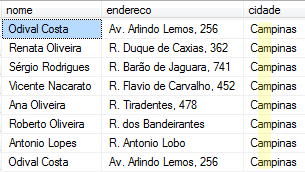 nome endereco cidade
Odival Costa Av. Arlindo Lemos, 256 Campinas
Renata Oliveira R. Duque de Caxias, 362 Campinas
Sérgio Rodrigues R. Barão de Jaguara, 741 Campinas
Vicente Nacarato R. Flavio de Carvalho, 452 Campinas
Ana Oliveira R. Tiradentes, 478 Campinas
Roberto Oliveira R. dos Bandeirantes Campinas
Antonio Lopes R. Antonio Lobo Campinas
Odival Costa Av. Arlindo Lemos, 256 Campinas